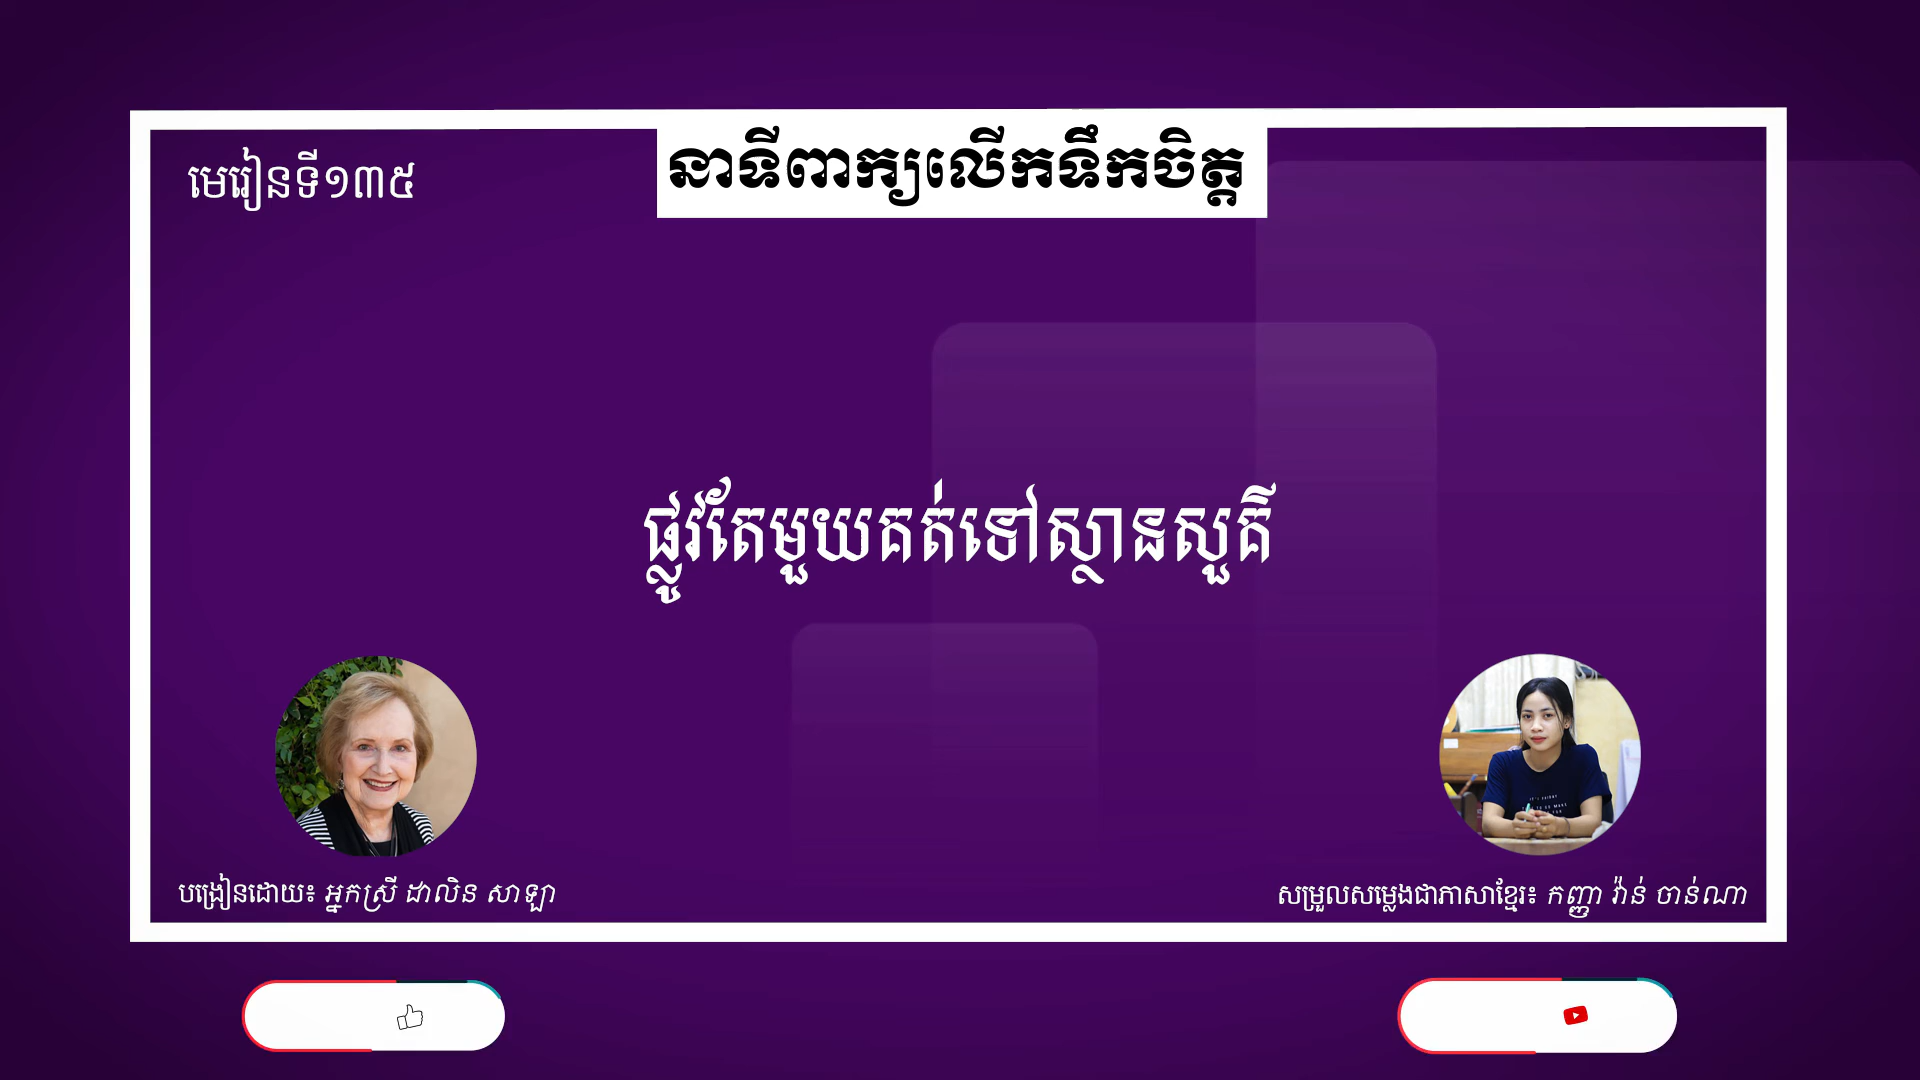 នាទីពាក្យលើកទឹកចិត្ត
មេរៀនទី១៣៥
ផ្លូវតែមួយគត់ទៅស្ថានសួគ៌
បង្រៀនដោយ៖ អ្នកស្រី ដាលិន សាឡា
សម្រួលសម្លេងជាភាសាខ្មែរ៖ កញ្ញា វ៉ាន់ ចាន់ណា